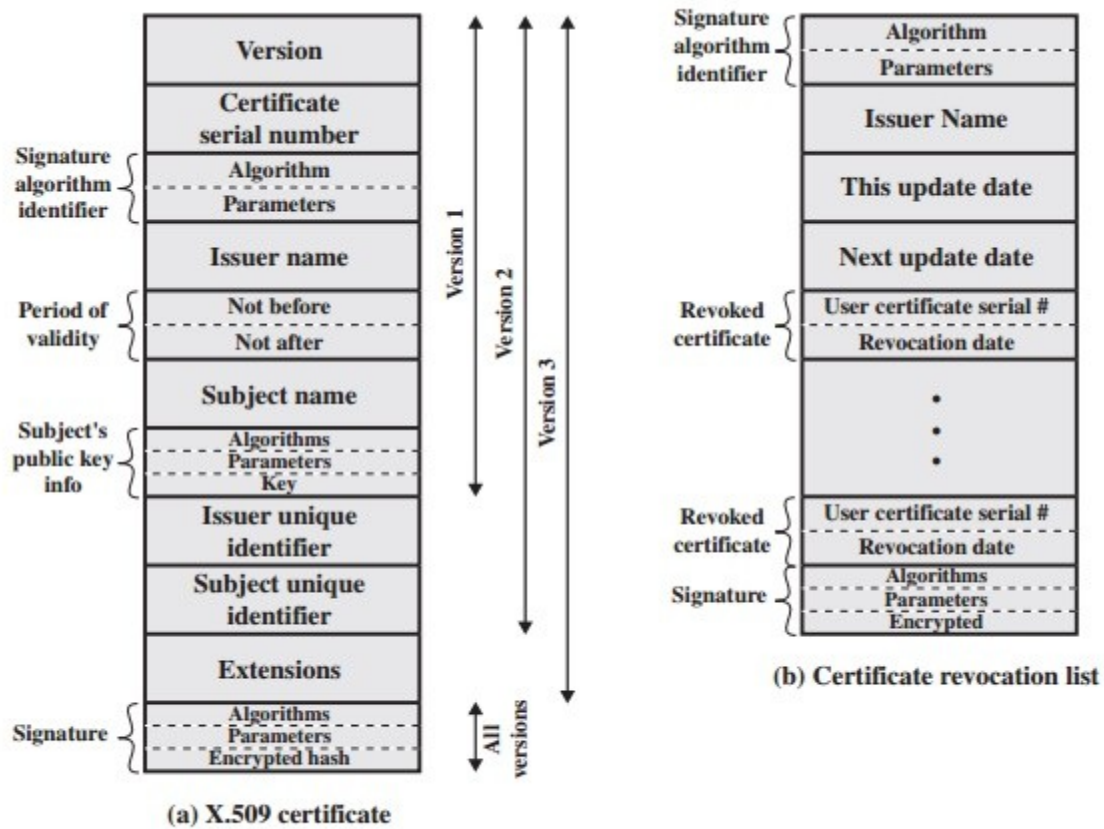 Version
Certificate
serial number
Signature
algorithm
identifier
Algorithm
Parameters
Issuer name
Period of
validity
Not before
Not after
Subject name
Subject's
public key
info
Algorithms
Parameters
Key
Issuer unique
identifier
Subject unique
identifier
Extensions
Signature
Algorithms
Parameters
Encrypted hash
Version 1
Version 2
Version 3
All
versions
(a) X.509 certificate
Signature
algorithm
identifier
Algorithm
Parameters
Issuer Name
This update date
Next update date
Revoked
certificate
User certificate serial #
Revocation date
Revoked
certificate
User certificate serial #
Revocation date
Signature
Algorithms
Parameters
Encrypted
(b) Certificate revocation list